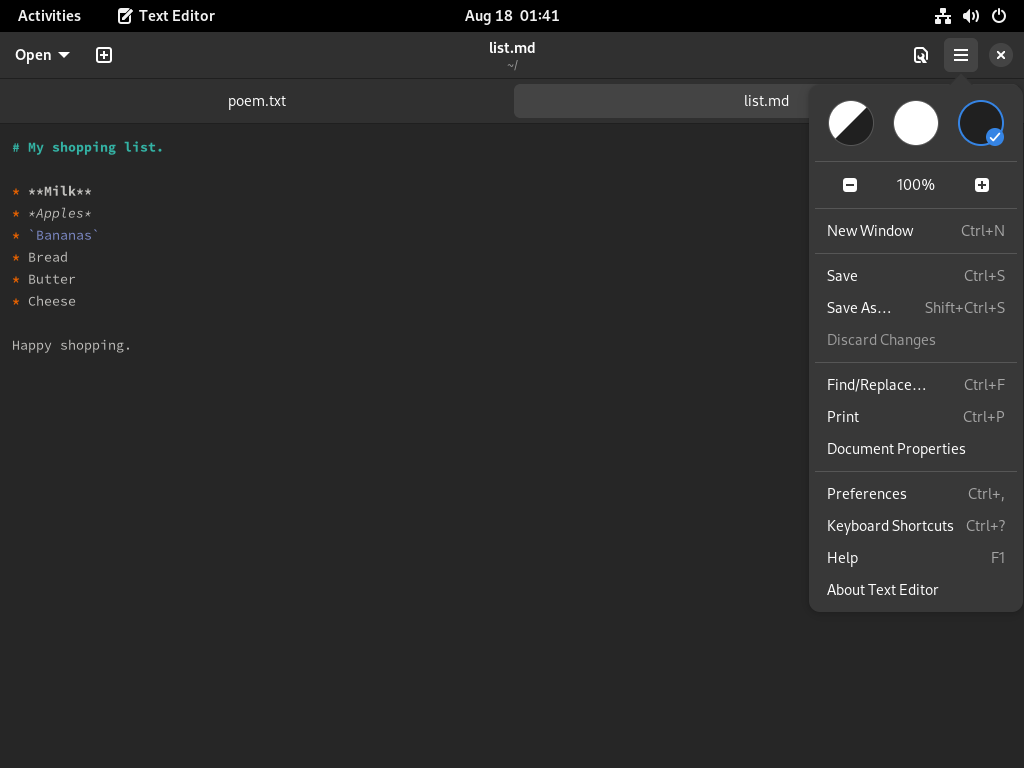 Activities Text Editor Aug 18 01:41
Open list.md
~/
poem.txt list.md
# My shopping list.
* **Milk**
* *Apples*
* `Bananas`
* Bread
* Butter
* Cheese
Happy shopping.
100%
New Window Ctrl+N
Save Ctrl+S
Save As… Shift+Ctrl+S
Discard Changes
Find/Replace… Ctrl+F
Print Ctrl+P
Document Properties
Preferences Ctrl+,
Keyboard Shortcuts Ctrl+?
Help F1
About Text Editor